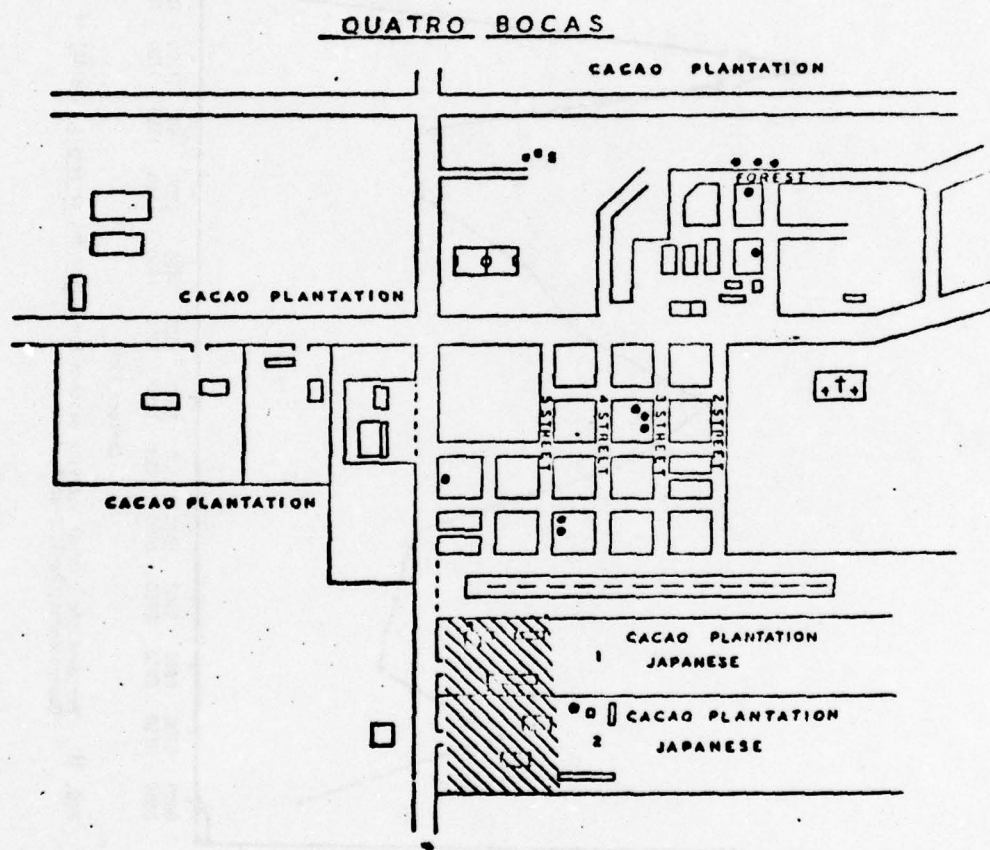 QUATRO BOCAS
CACAO PLANTATION
8
FOREST
CACAO PLANTATION
5 STREET
4 STREET
3 STREET
2 STREET
CACAO PLANTATION
1
CACAO PLANTATION
JAPANESE
CACAO PLANTATION
2
JAPANESE